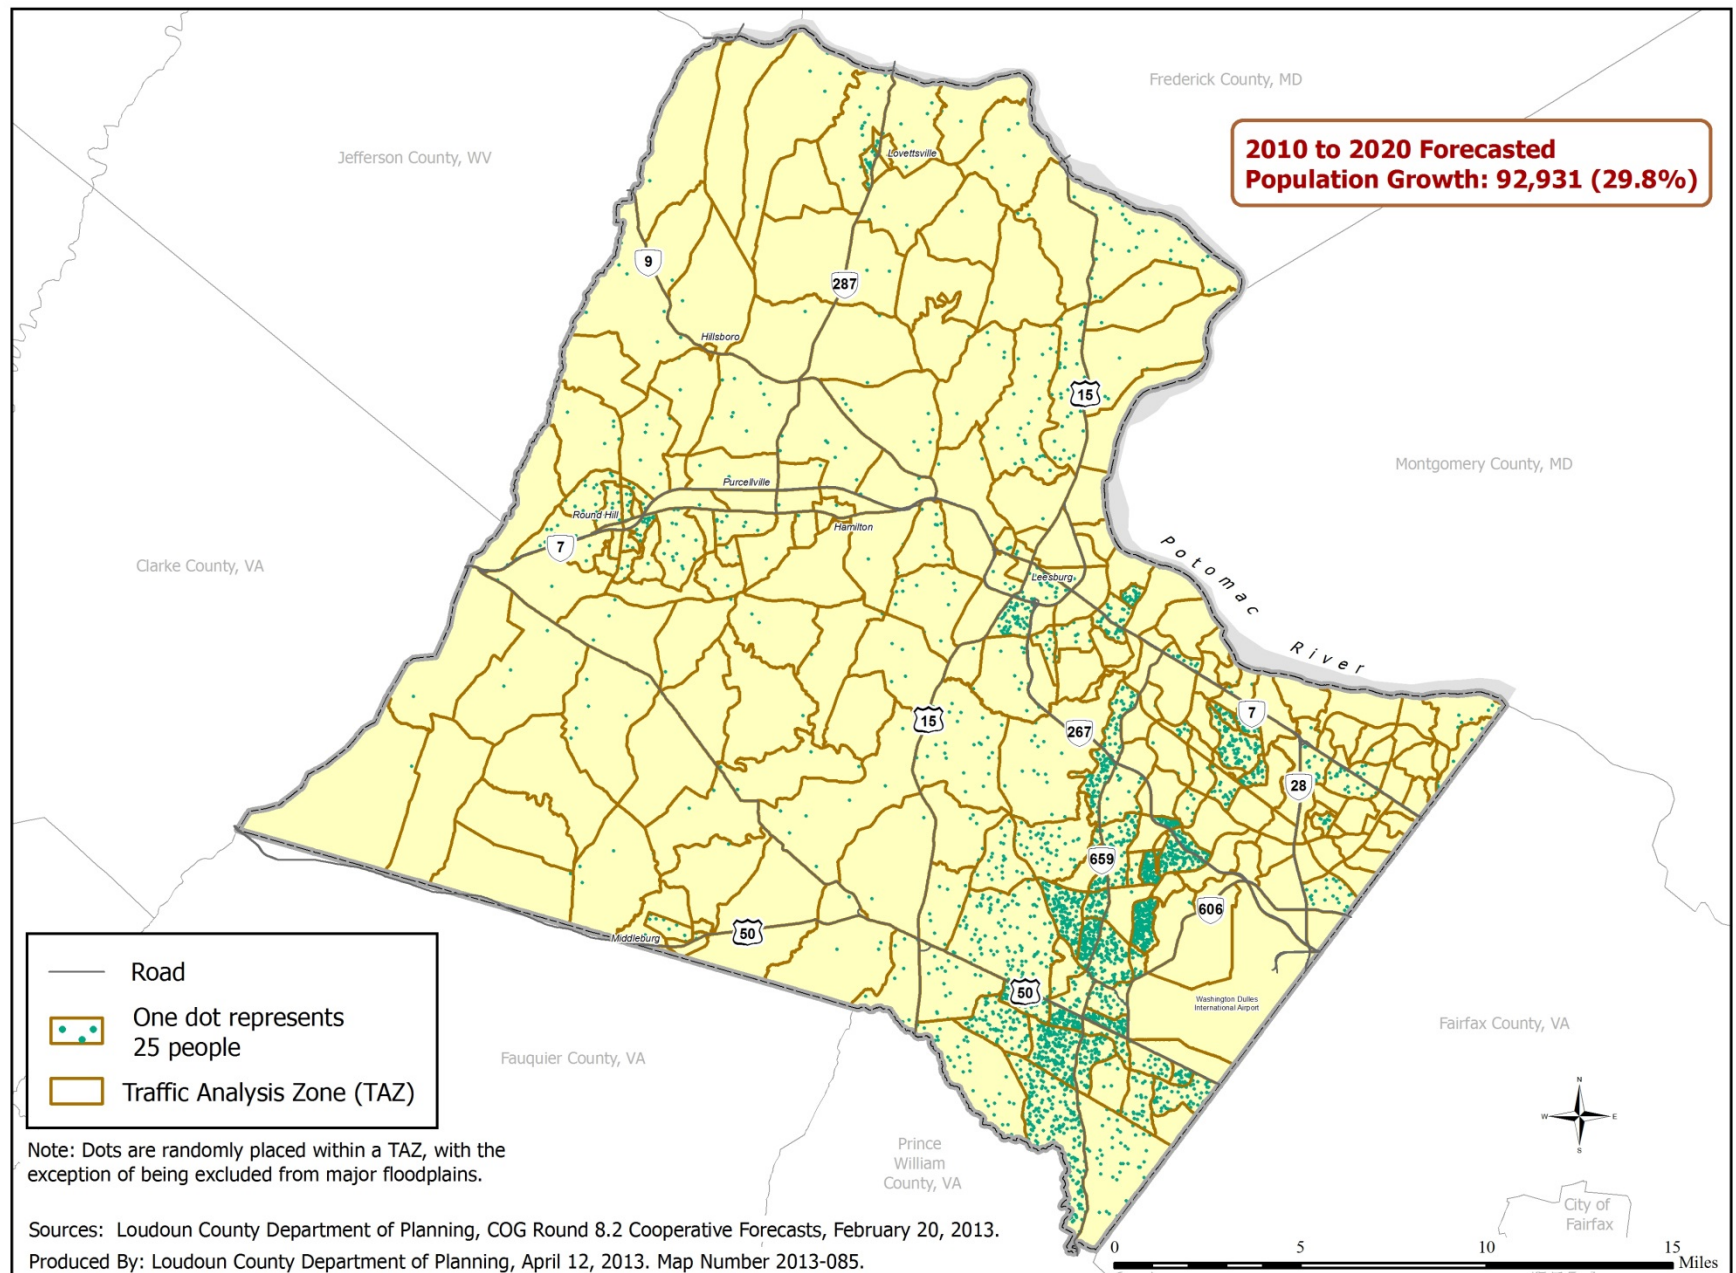 Frederick County, MD
2010 to 2020 Forecasted
Population Growth: 92,931 (29.8%)
Jefferson County, WV
Lovettsville
9
287
Hillsboro
15
Montgomery County, MD
Purcellville
Round Hill
Hamilton
7
Clarke County, VA
Leesburg
Potomac
River
15
267
7
28
659
606
Middleburg
50
50
Washington Dulles
International Airport
Fairfax County, VA
Fauquier County, VA
Prince
William
County, VA
City of
Fairfax
N
W
E
S
Road
One dot represents
25 people
Traffic Analysis Zone (TAZ)
Note: Dots are randomly placed within a TAZ, with the
exception of being excluded from major floodplains.
Sources: Loudoun County Department of Planning, COG Round 8.2 Cooperative Forecasts, February 20, 2013.
Produced By: Loudoun County Department of Planning, April 12, 2013. Map Number 2013-085.
0 5 10 15
Miles